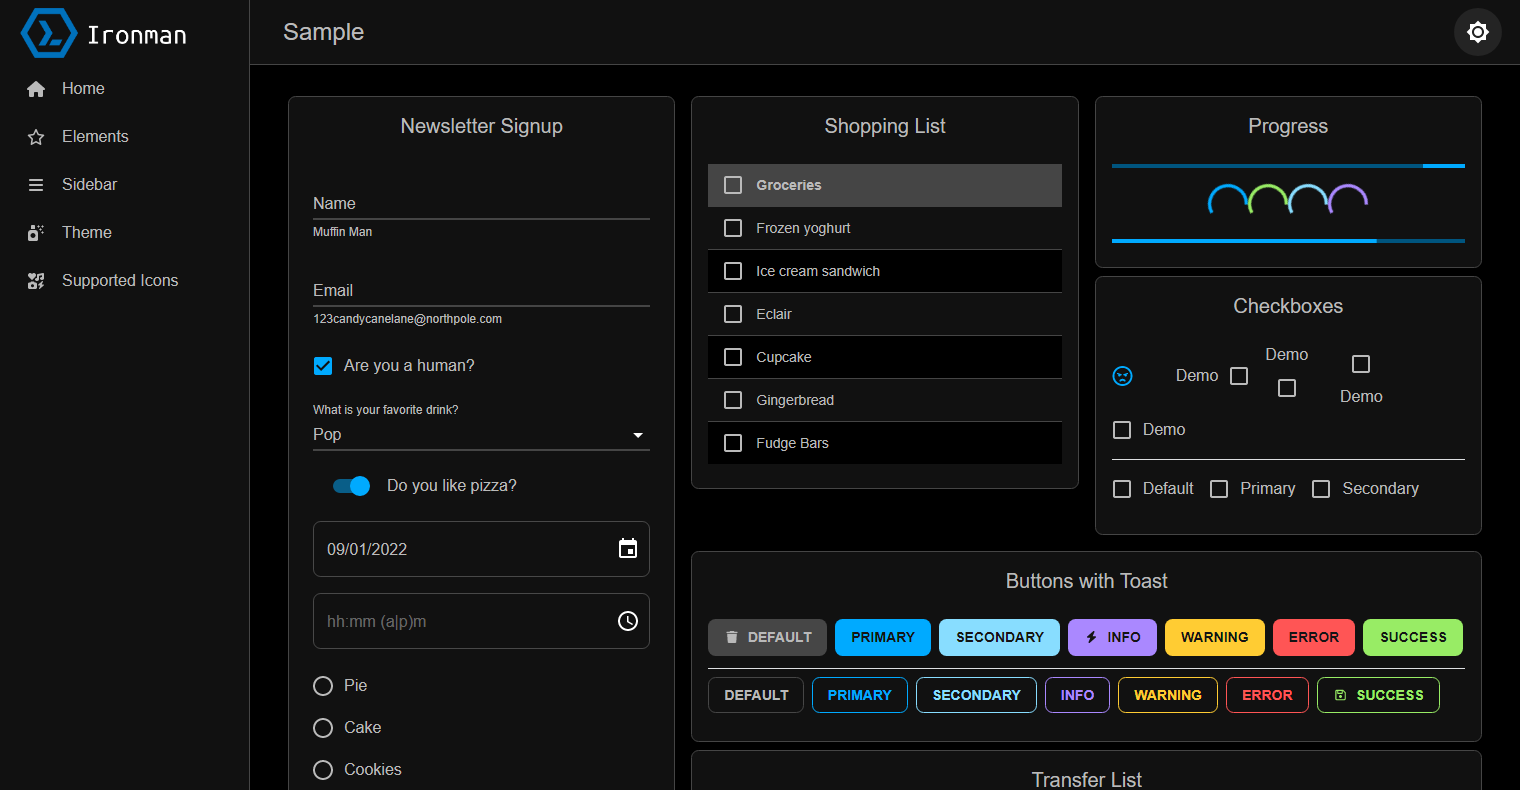 Ironman
Home
Elements
Sidebar
Theme
Supported Icons
Sample
Newsletter Signup
Name
Muffin Man
Email
123candycanelane@northpole.com
Are you a human?
What is your favorite drink?
Pop
Do you like pizza?
09/01/2022
hh:mm (a|p)m
Pie
Cake
Cookies
Shopping List
Groceries
Frozen yoghurt
Ice cream sandwich
Eclair
Cupcake
Gingerbread
Fudge Bars
Progress
Checkboxes
Demo
Demo
Demo
Demo
Default Primary Secondary
Buttons with Toast
DEFAULT PRIMARY SECONDARY INFO WARNING ERROR SUCCESS
DEFAULT PRIMARY SECONDARY INFO WARNING ERROR SUCCESS
Transfer List